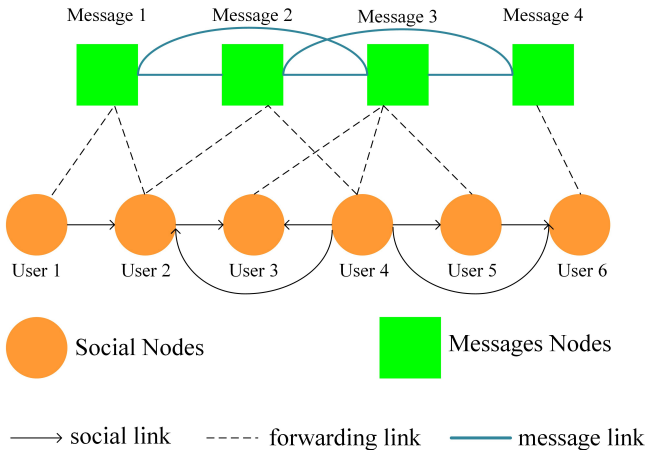 Message 1 Message 2 Message 3 Message 4
User 1 User 2 User 3 User 4 User 5 User 6
Social Nodes Messages Nodes
social link forwarding link message link